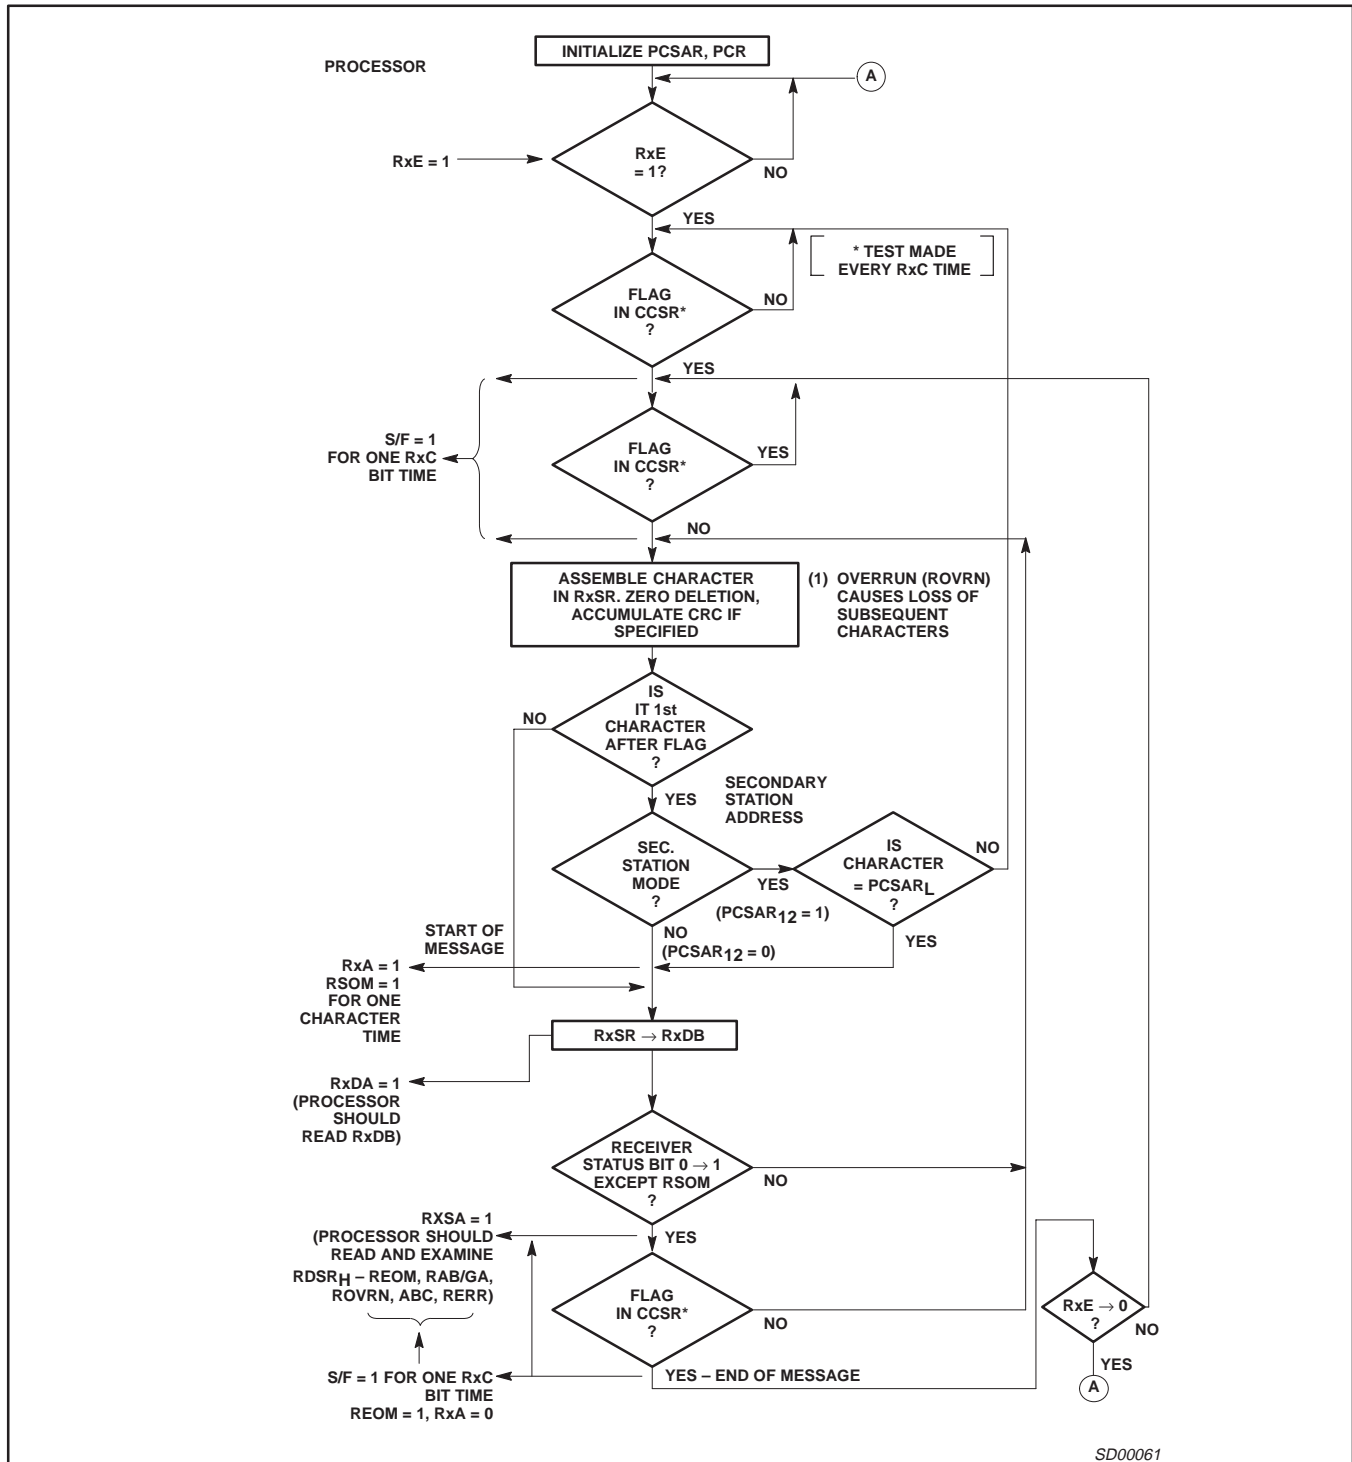 INITIALIZE PCSAR, PCR
PROCESSOR
A
RxE = 1
RxE
= 1?
NO
YES
* TEST MADE
EVERY RxC TIME
FLAG
IN CCSR*
?
NO
YES
S/F = 1
FOR ONE RxC
BIT TIME
FLAG
IN CCSR*
?
YES
NO
ASSEMBLE CHARACTER
IN RxSR. ZERO DELETION,
ACCUMULATE CRC IF
SPECIFIED
(1) OVERRUN (ROVRN)
CAUSES LOSS OF
SUBSEQUENT
CHARACTERS
IS
IT 1st
CHARACTER
AFTER FLAG
?
NO
YES
SECONDARY
STATION
ADDRESS
SEC.
STATION
MODE
?
YES
(PCSAR12 = 1)
IS
CHARACTER
= PCSARL
?
NO
YES
NO
(PCSAR12 = 0)
START OF
MESSAGE
RxA = 1
RSOM = 1
FOR ONE
CHARACTER
TIME
RxSR → RxDB
RxDA = 1
(PROCESSOR
SHOULD
READ RxDB)
RECEIVER
STATUS BIT 0 → 1
EXCEPT RSOM
?
NO
YES
RXSA = 1
(PROCESSOR SHOULD
READ AND EXAMINE
RDSRH – REOM, RAB/GA,
ROVRN, ABC, RERR)
FLAG
IN CCSR*
?
NO
RxE → 0
?
NO
YES
A
YES – END OF MESSAGE
S/F = 1 FOR ONE RxC
BIT TIME
REOM = 1, RxA = 0
SD00061